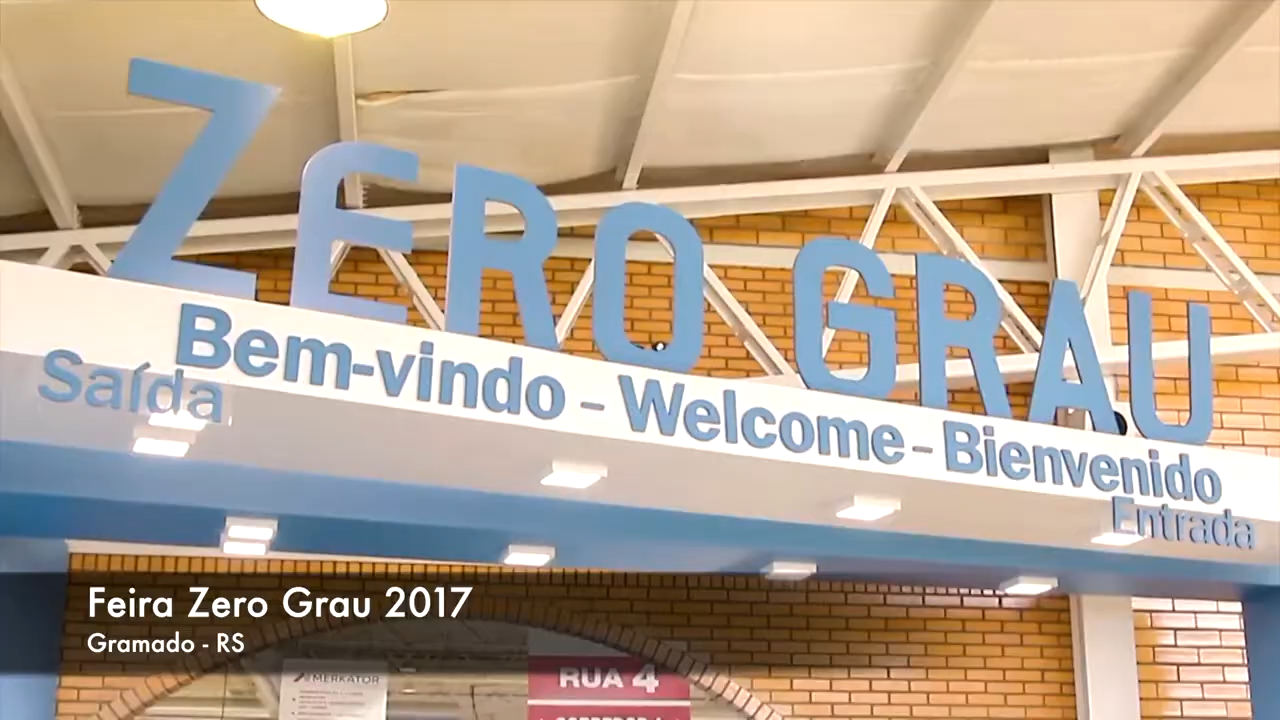 ZERO GRAU
Bem-vindo - Welcome - Bienvenido
Saída
Entrada
Feira Zero Grau 2017
Gramado - RS
MERKATOR
RUA 4